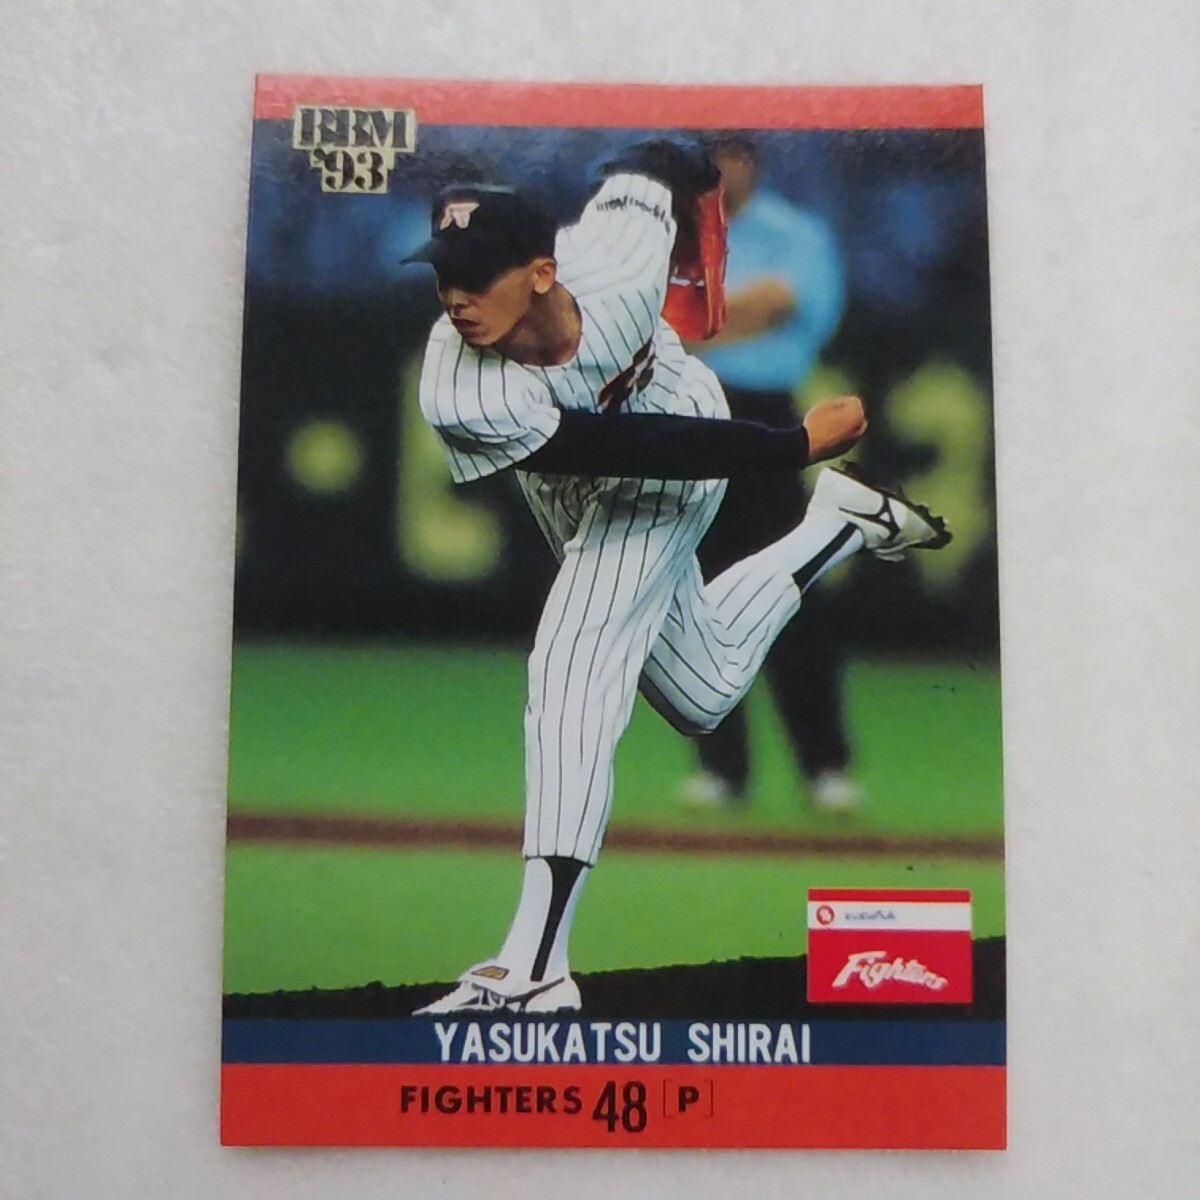 BBM
'93
Fighters
YASUKATSU SHIRAI
FIGHTERS 48 [P]